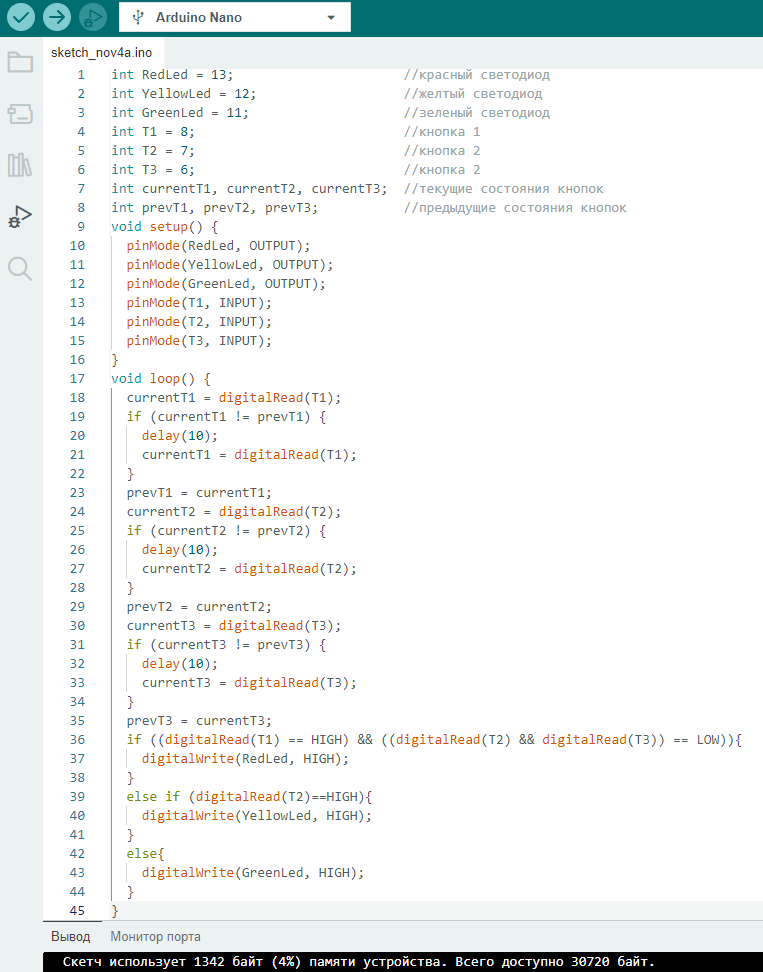 Arduino Nano
sketch_nov4a.ino
1 int RedLed = 13; //красный светодиод
2 int YellowLed = 12; //желтый светодиод
3 int GreenLed = 11; //зеленый светодиод
4 int T1 = 8; //кнопка 1
5 int T2 = 7; //кнопка 2
6 int T3 = 6; //кнопка 2
7 int currentT1, currentT2, currentT3; //текущие состояния кнопок
8 int prevT1, prevT2, prevT3; //предыдущие состояния кнопок
9 void setup() {
10 pinMode(RedLed, OUTPUT);
11 pinMode(YellowLed, OUTPUT);
12 pinMode(GreenLed, OUTPUT);
13 pinMode(T1, INPUT);
14 pinMode(T2, INPUT);
15 pinMode(T3, INPUT);
16 }
17 void loop() {
18 currentT1 = digitalRead(T1);
19 if (currentT1 != prevT1) {
20 delay(10);
21 currentT1 = digitalRead(T1);
22 }
23 prevT1 = currentT1;
24 currentT2 = digitalRead(T2);
25 if (currentT2 != prevT2) {
26 delay(10);
27 currentT2 = digitalRead(T2);
28 }
29 prevT2 = currentT2;
30 currentT3 = digitalRead(T3);
31 if (currentT3 != prevT3) {
32 delay(10);
33 currentT3 = digitalRead(T3);
34 }
35 prevT3 = currentT3;
36 if ((digitalRead(T1) == HIGH) && ((digitalRead(T2) && digitalRead(T3)) == LOW)){
37 digitalWrite(RedLed, HIGH);
38 }
39 else if (digitalRead(T2)==HIGH){
40 digitalWrite(YellowLed, HIGH);
41 }
42 else{
43 digitalWrite(GreenLed, HIGH);
44 }
45 }
Вывод Монитор порта
Скетч использует 1342 байт (4%) памяти устройства. Всего доступно 30720 байт.